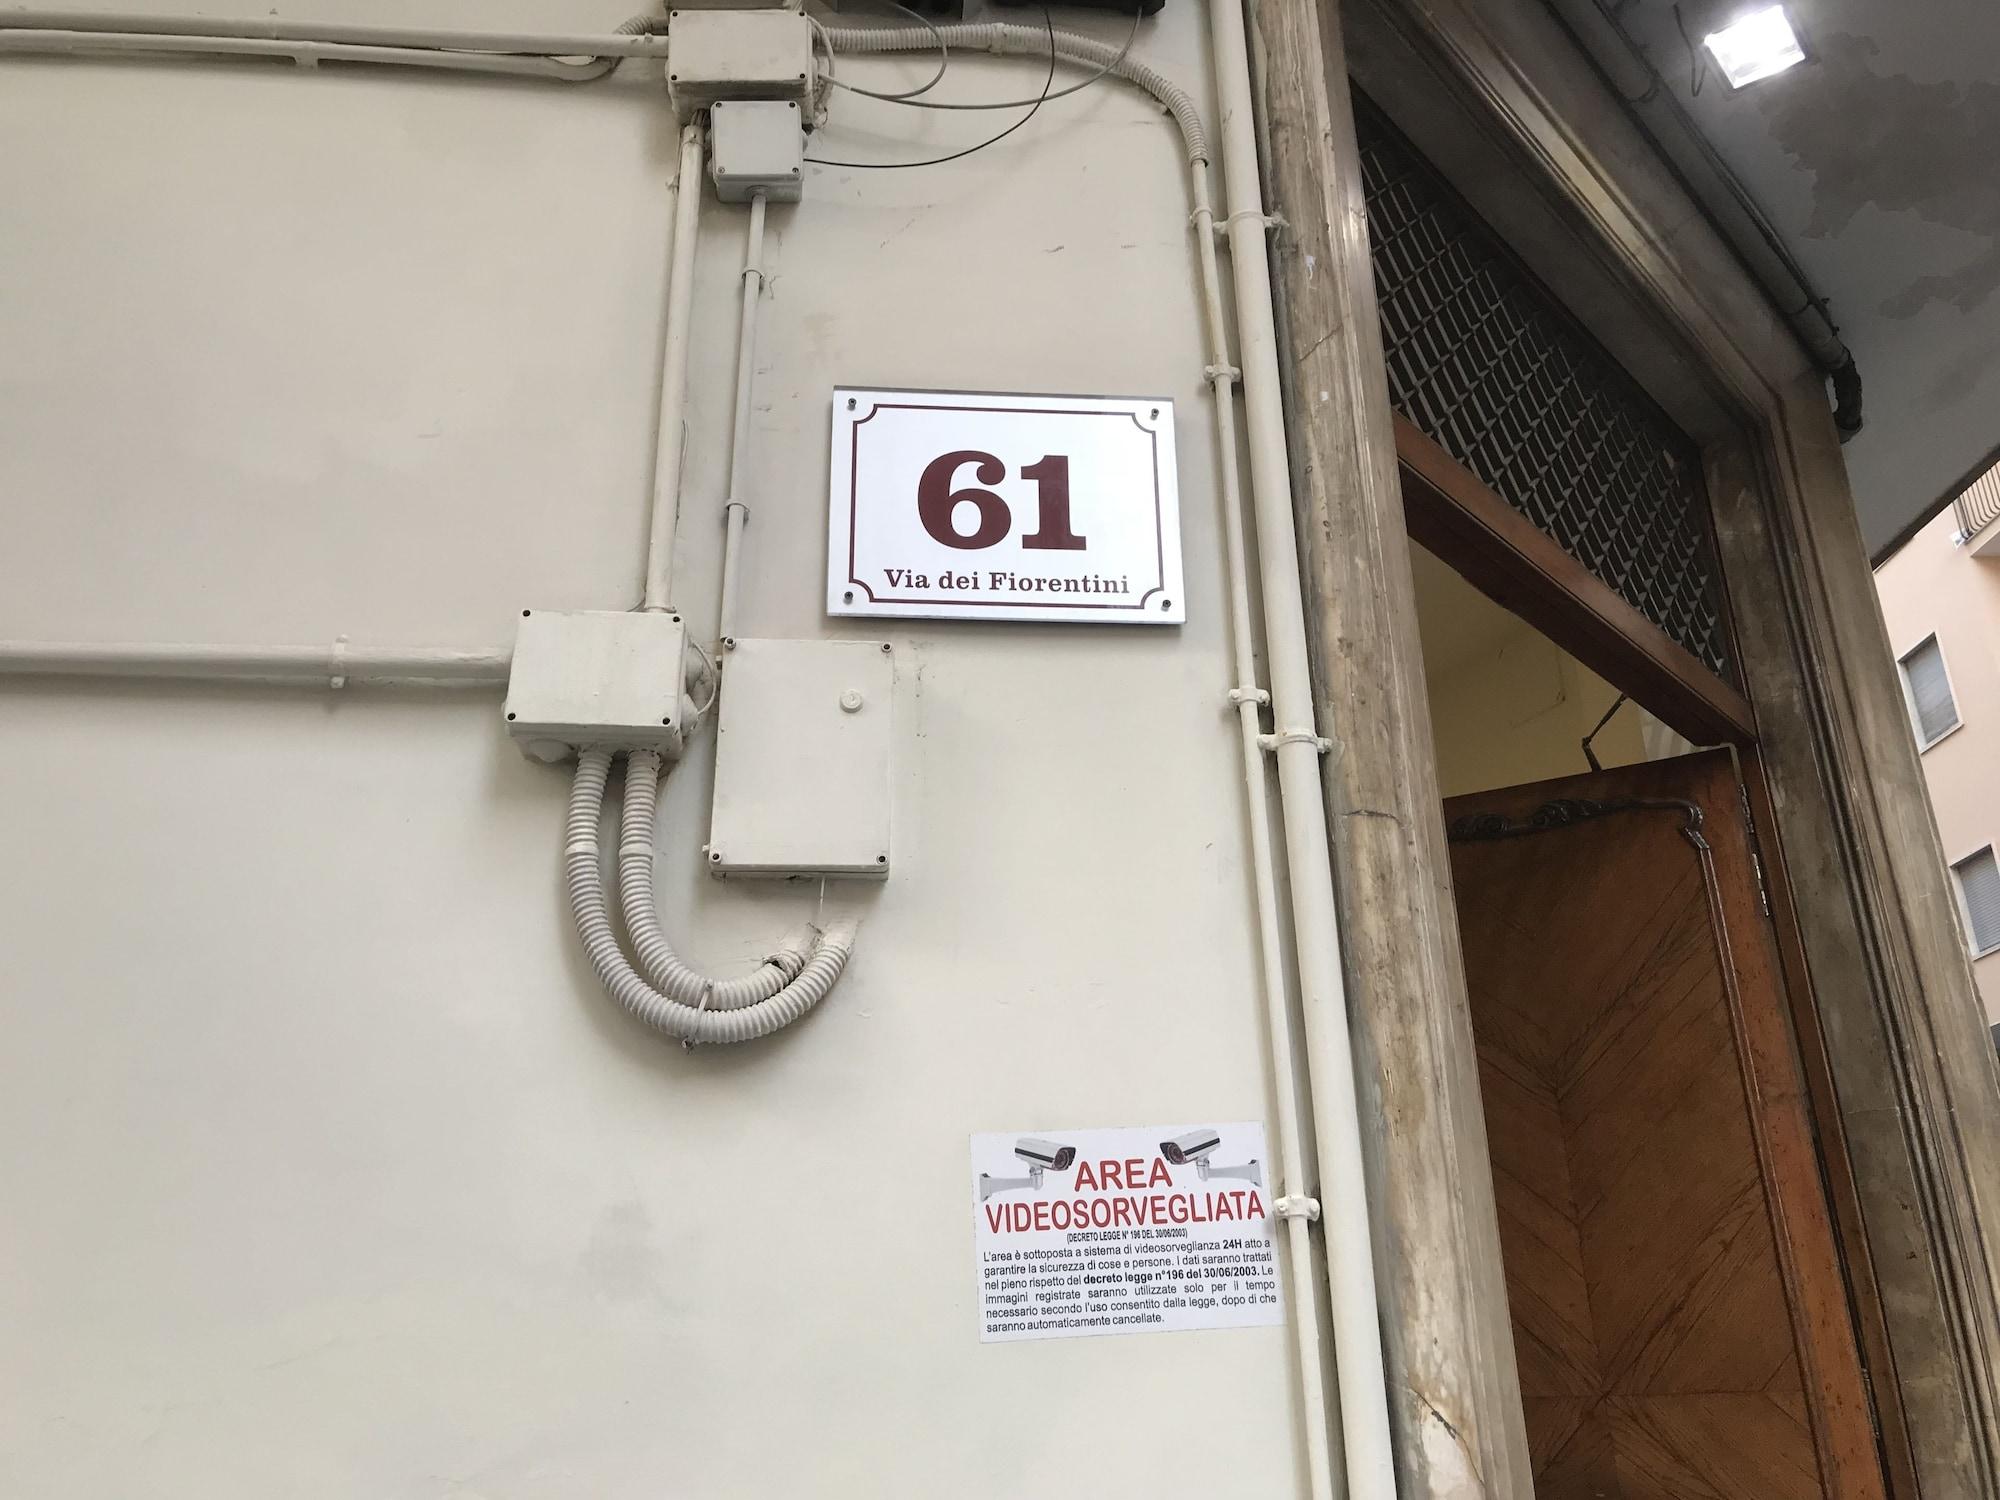 61
Via dei Fiorentini
AREA
VIDEOSORVEGLIATA
(DECRETO LEGGE N° 196 DEL 30/06/2003)
L'area è sottoposta a sistema di videosorveglianza 24H atto a
garantire la sicurezza di cose e persone. I dati saranno trattati
nel pieno rispetto del decreto legge n°196 del 30/06/2003. Le
immagini registrate saranno utilizzate solo per il tempo
necessario secondo l'uso consentito dalla legge, dopo di che
saranno automaticamente cancellate.